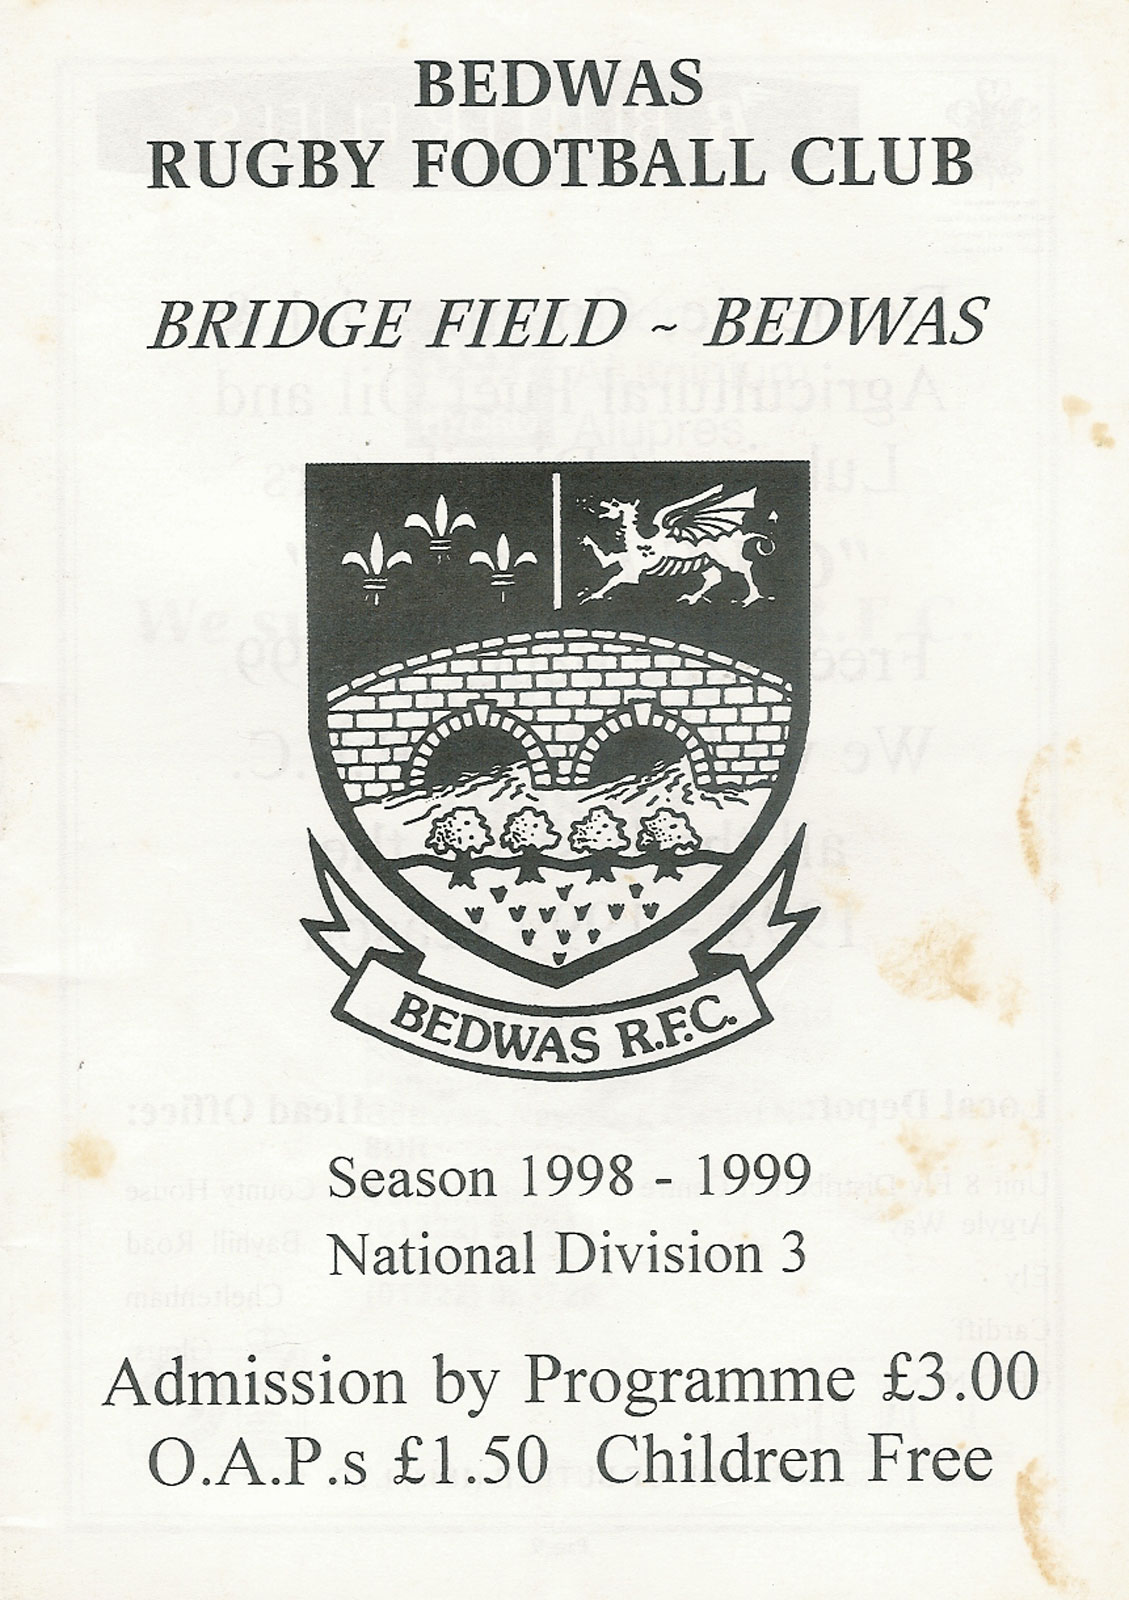 BEDWAS
RUGBY FOOTBALL CLUB
BRIDGE FIELD ~ BEDWAS
BEDWAS R.F.C.
Season 1998 - 1999
National Division 3
Admission by Programme £3.00
O.A.P.s £1.50 Children Free